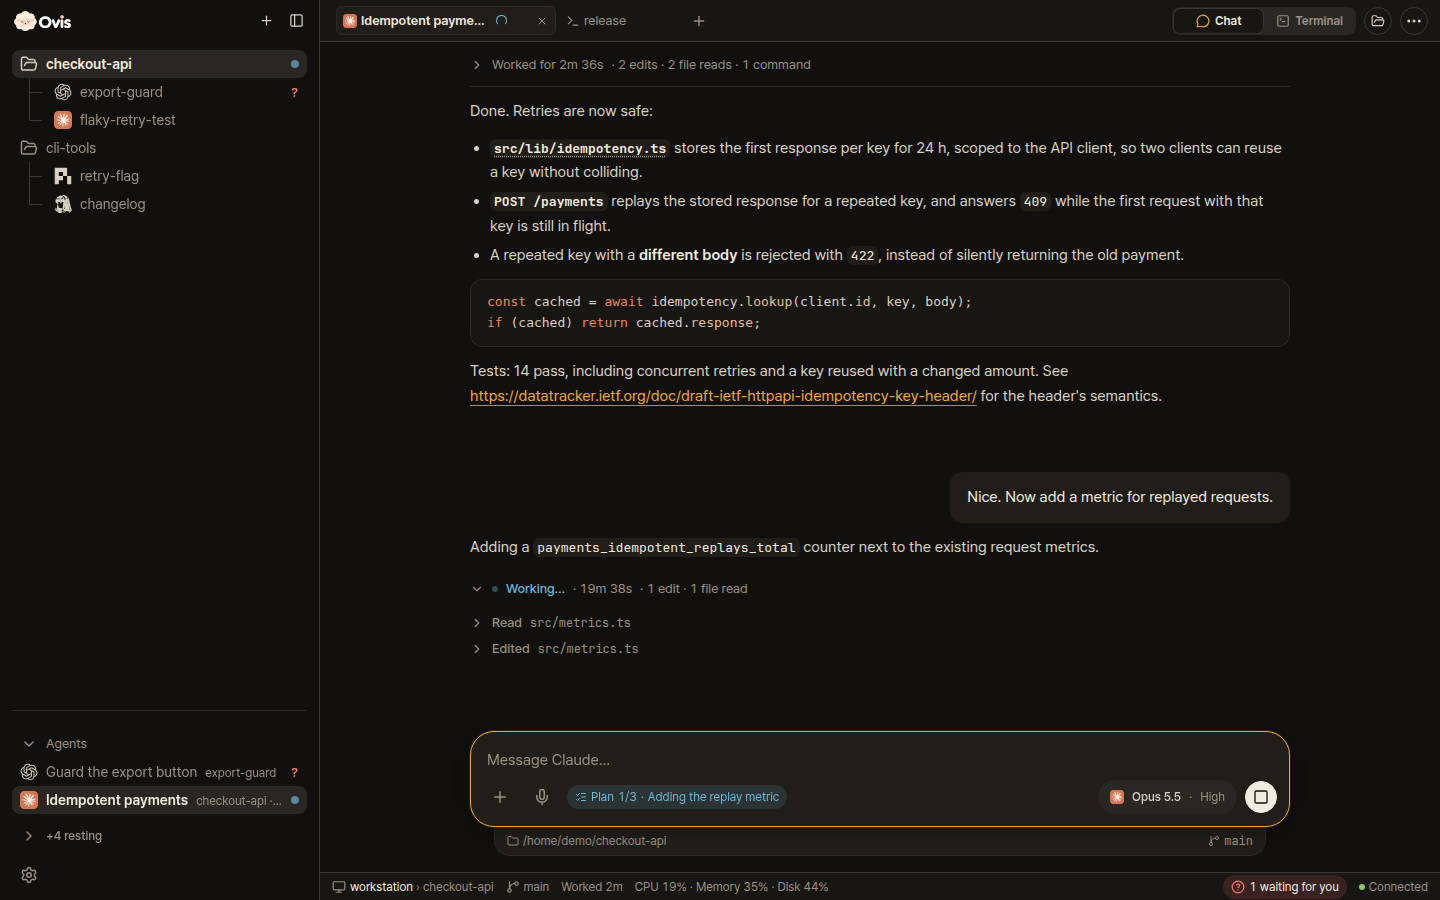 Ovis
checkout-api
export-guard ?
flaky-retry-test
cli-tools
retry-flag
changelog
Agents
Guard the export button export-guard ?
Idempotent payments checkout-api ·...
+4 resting
Idempotent payme...
release
Chat
Terminal
Worked for 2m 36s · 2 edits · 2 file reads · 1 command
Done. Retries are now safe:
• src/lib/idempotency.ts stores the first response per key for 24 h, scoped to the API client, so two clients can reuse
a key without colliding.
• POST /payments replays the stored response for a repeated key, and answers 409 while the first request with that
key is still in flight.
• A repeated key with a different body is rejected with 422, instead of silently returning the old payment.
const cached = await idempotency.lookup(client.id, key, body);
if (cached) return cached.response;
Tests: 14 pass, including concurrent retries and a key reused with a changed amount. See
https://datatracker.ietf.org/doc/draft-ietf-httpapi-idempotency-key-header/ for the header's semantics.
Nice. Now add a metric for replayed requests.
Adding a payments_idempotent_replays_total counter next to the existing request metrics.
Working... · 19m 38s · 1 edit · 1 file read
Read src/metrics.ts
Edited src/metrics.ts
Message Claude...
Plan 1/3 · Adding the replay metric
Opus 5.5 · High
/home/demo/checkout-api
main
workstation › checkout-api main Worked 2m CPU 19% · Memory 35% · Disk 44%
1 waiting for you
Connected